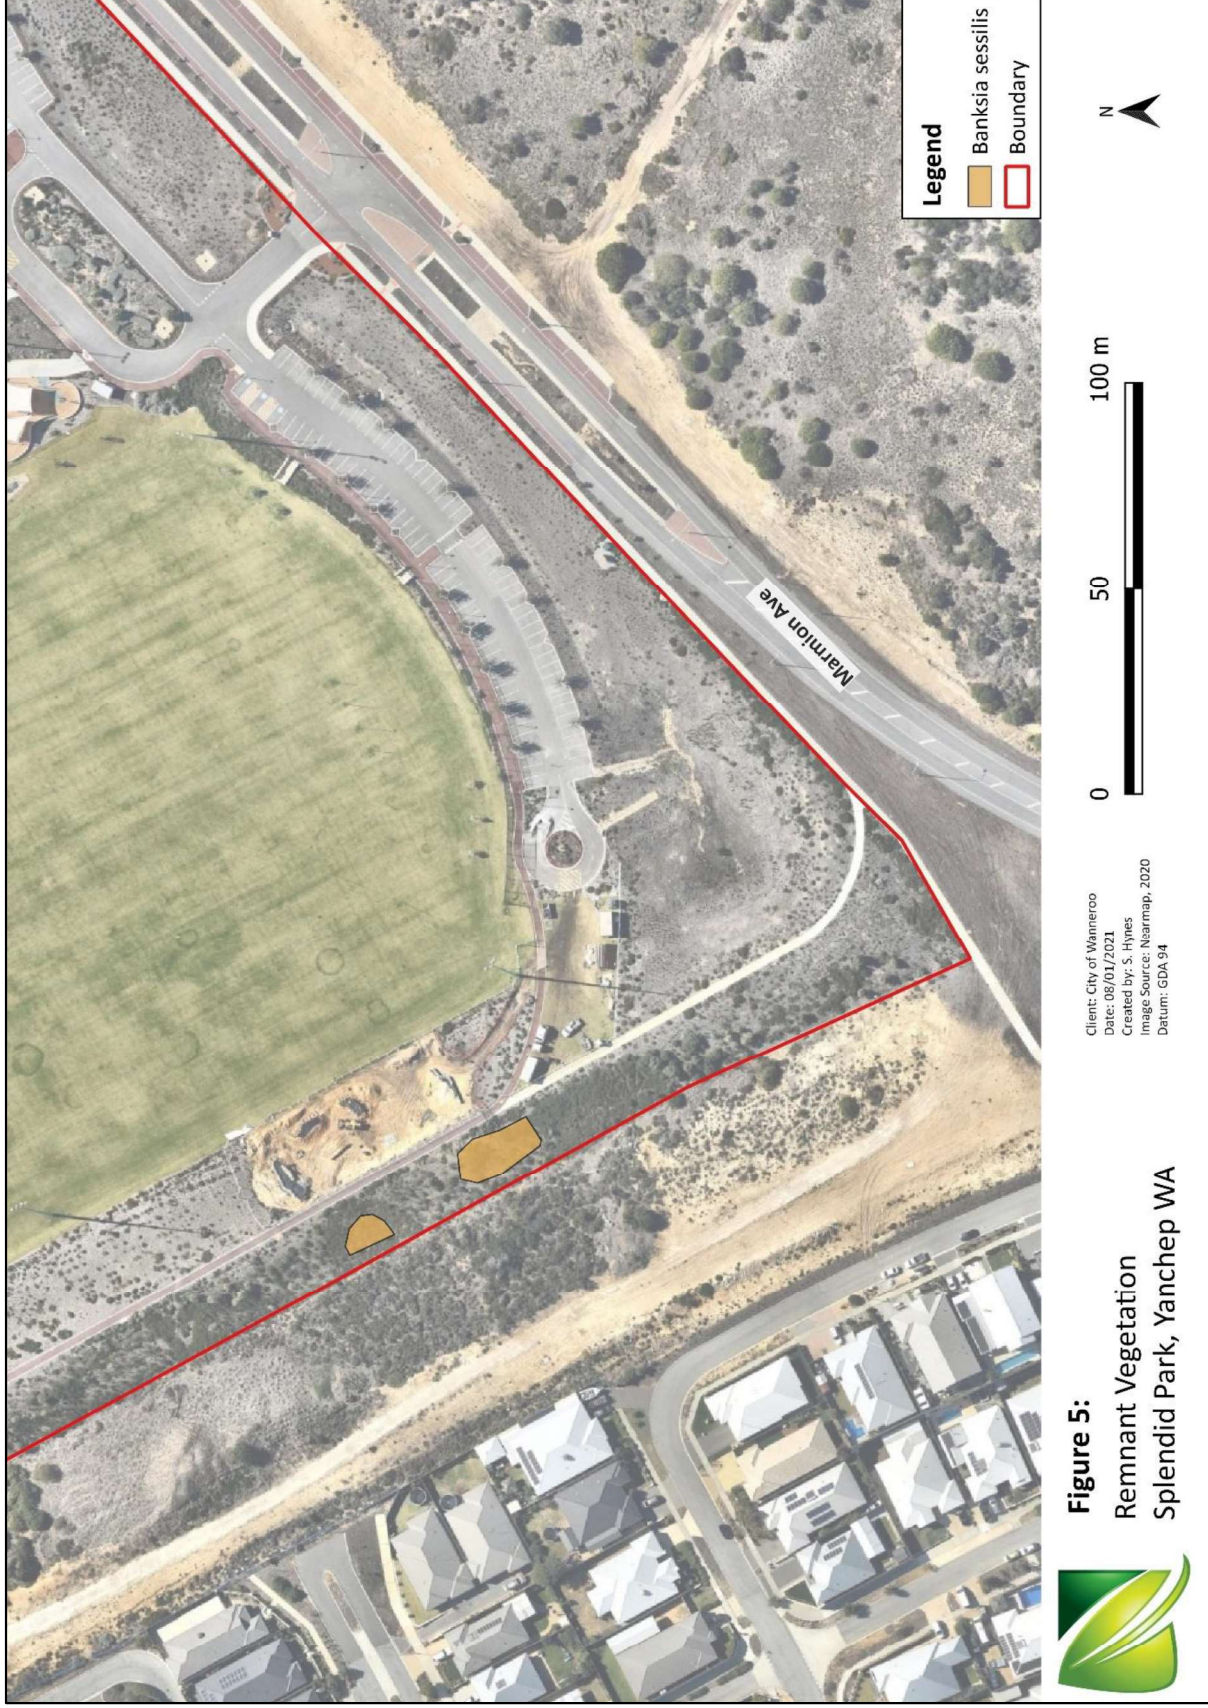 Marmion Ave
Legend
Banksia sessilis
Boundary
Figure 5:
Remnant Vegetation
Splendid Park, Yanchep WA
Client: City of Wanneroo
Date: 08/01/2021
Created by: S. Hynes
Image Source: Nearmap, 2020
Datum: GDA 94
0
50
100 m
N